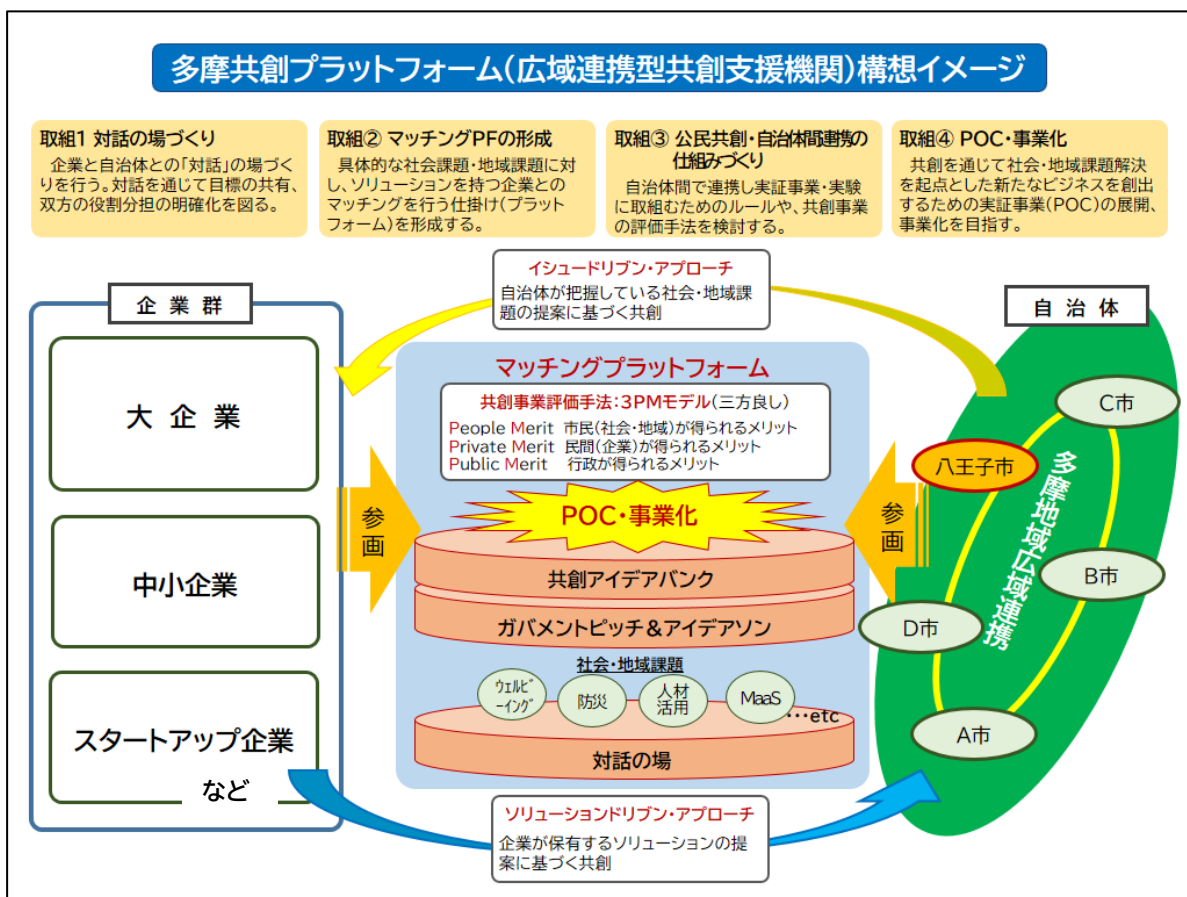 多摩共創プラットフォーム(広域連携型共創支援機関)構想イメージ
取組1 対話の場づくり
企業と自治体との「対話」の場づく
りを行う。対話を通じて目標の共有、
双方の役割分担の明確化を図る。
取組② マッチングPFの形成
具体的な社会課題・地域課題に対
し、ソリューションを持つ企業との
マッチングを行う仕掛け(プラット
フォーム)を形成する。
取組③ 公民共創・自治体間連携の
仕組みづくり
自治体間で連携し実証事業・実験
に取組むためのルールや、共創事業
の評価手法を検討する。
取組④ POC・事業化
共創を通じて社会・地域課題解決
を起点とした新たなビジネスを創出
するための実証事業(POC)の展開、
事業化を目指す。
イシュードリブン・アプローチ
自治体が把握している社会・地域課
題の提案に基づく共創
企業群
大企業
中小企業
スタートアップ企業
など
参画
マッチングプラットフォーム
共創事業評価手法:3PMモデル(三方良し)
People Merit 市民(社会・地域)が得られるメリット
Private Merit 民間(企業)が得られるメリット
Public Merit 行政が得られるメリット
POC・事業化
共創アイデアバンク
ガバメントピッチ&アイデアソン
社会・地域課題
ウェルビ
ーイング
防災
人材
活用
MaaS
…etc
対話の場
参画
自治体
C市
八王子市
B市
D市
A市
多摩地域広域連携
ソリューションドリブン・アプローチ
企業が保有するソリューションの提
案に基づく共創